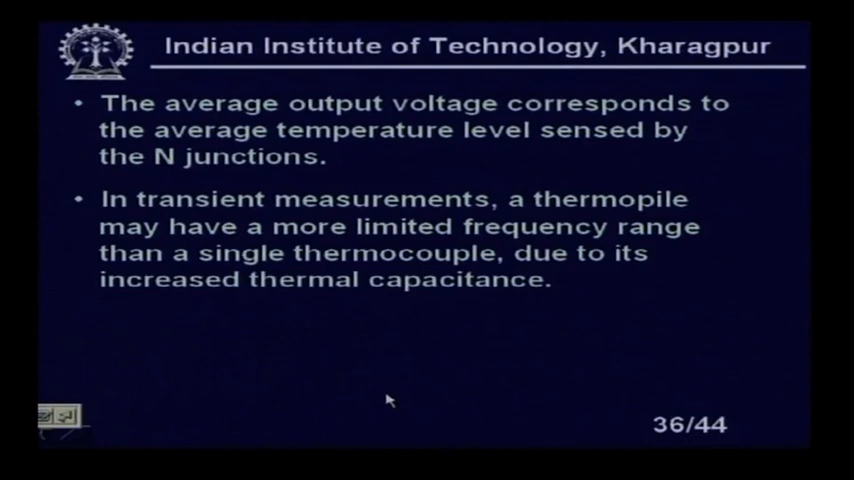 Indian Institute of Technology, Kharagpur
• The average output voltage corresponds to
the average temperature level sensed by
the N junctions.
• In transient measurements, a thermopile
may have a more limited frequency range
than a single thermocouple, due to its
increased thermal capacitance.
36/44